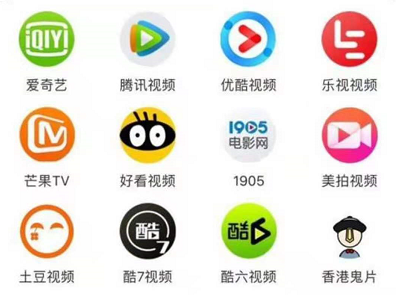 iQIYI
爱奇艺 腾讯视频 优酷视频 乐视视频
1905
电影网
芒果TV 好看视频 1905 美拍视频
酷7 酷6
土豆视频 酷7视频 酷六视频 香港鬼片